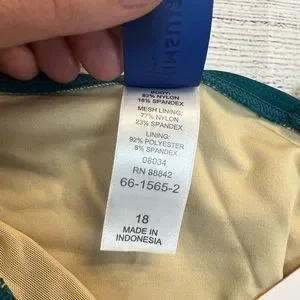 BODY:
82% NYLON
18% SPANDEX
MESH LINING:
77% NYLON
23% SPANDEX
LINING:
92% POLYESTER
8% SPANDEX
08034
RN 88842
66-1565-2
18
MADE IN
INDONESIA